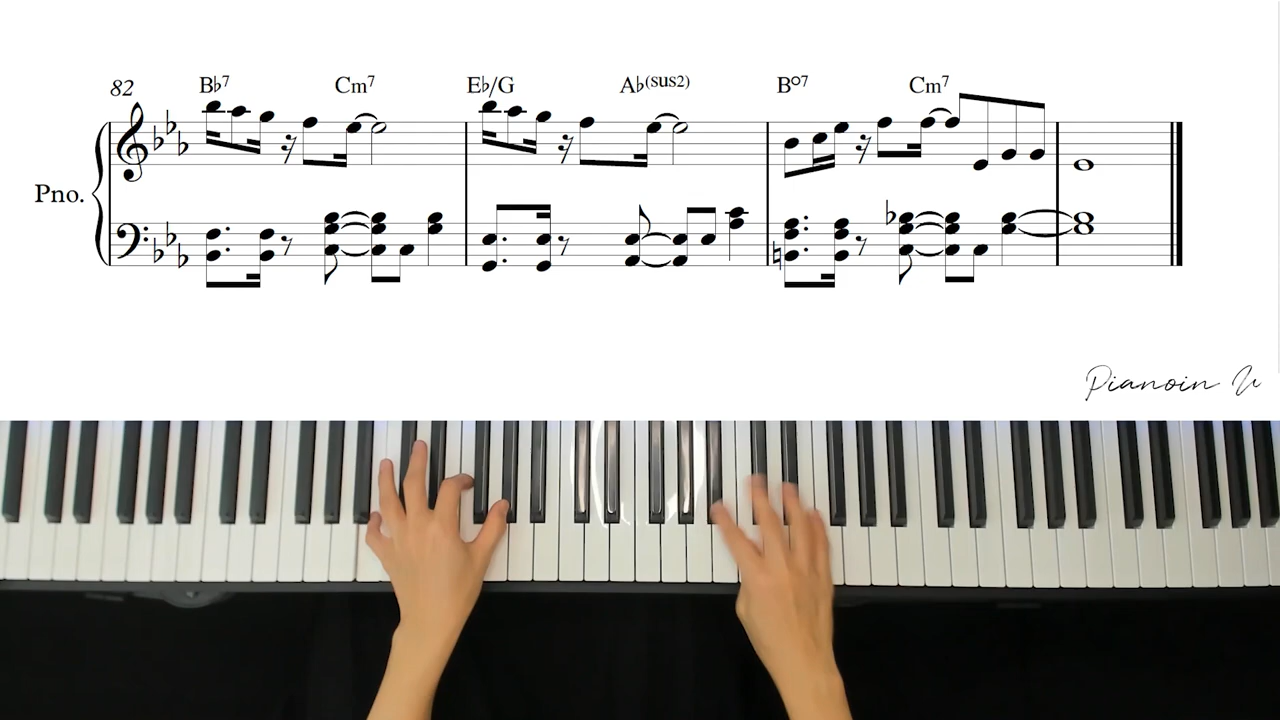 82 B♭7 Cm7 E♭/G A♭(sus2) B°7 Cm7
Pno.
Pianoin U